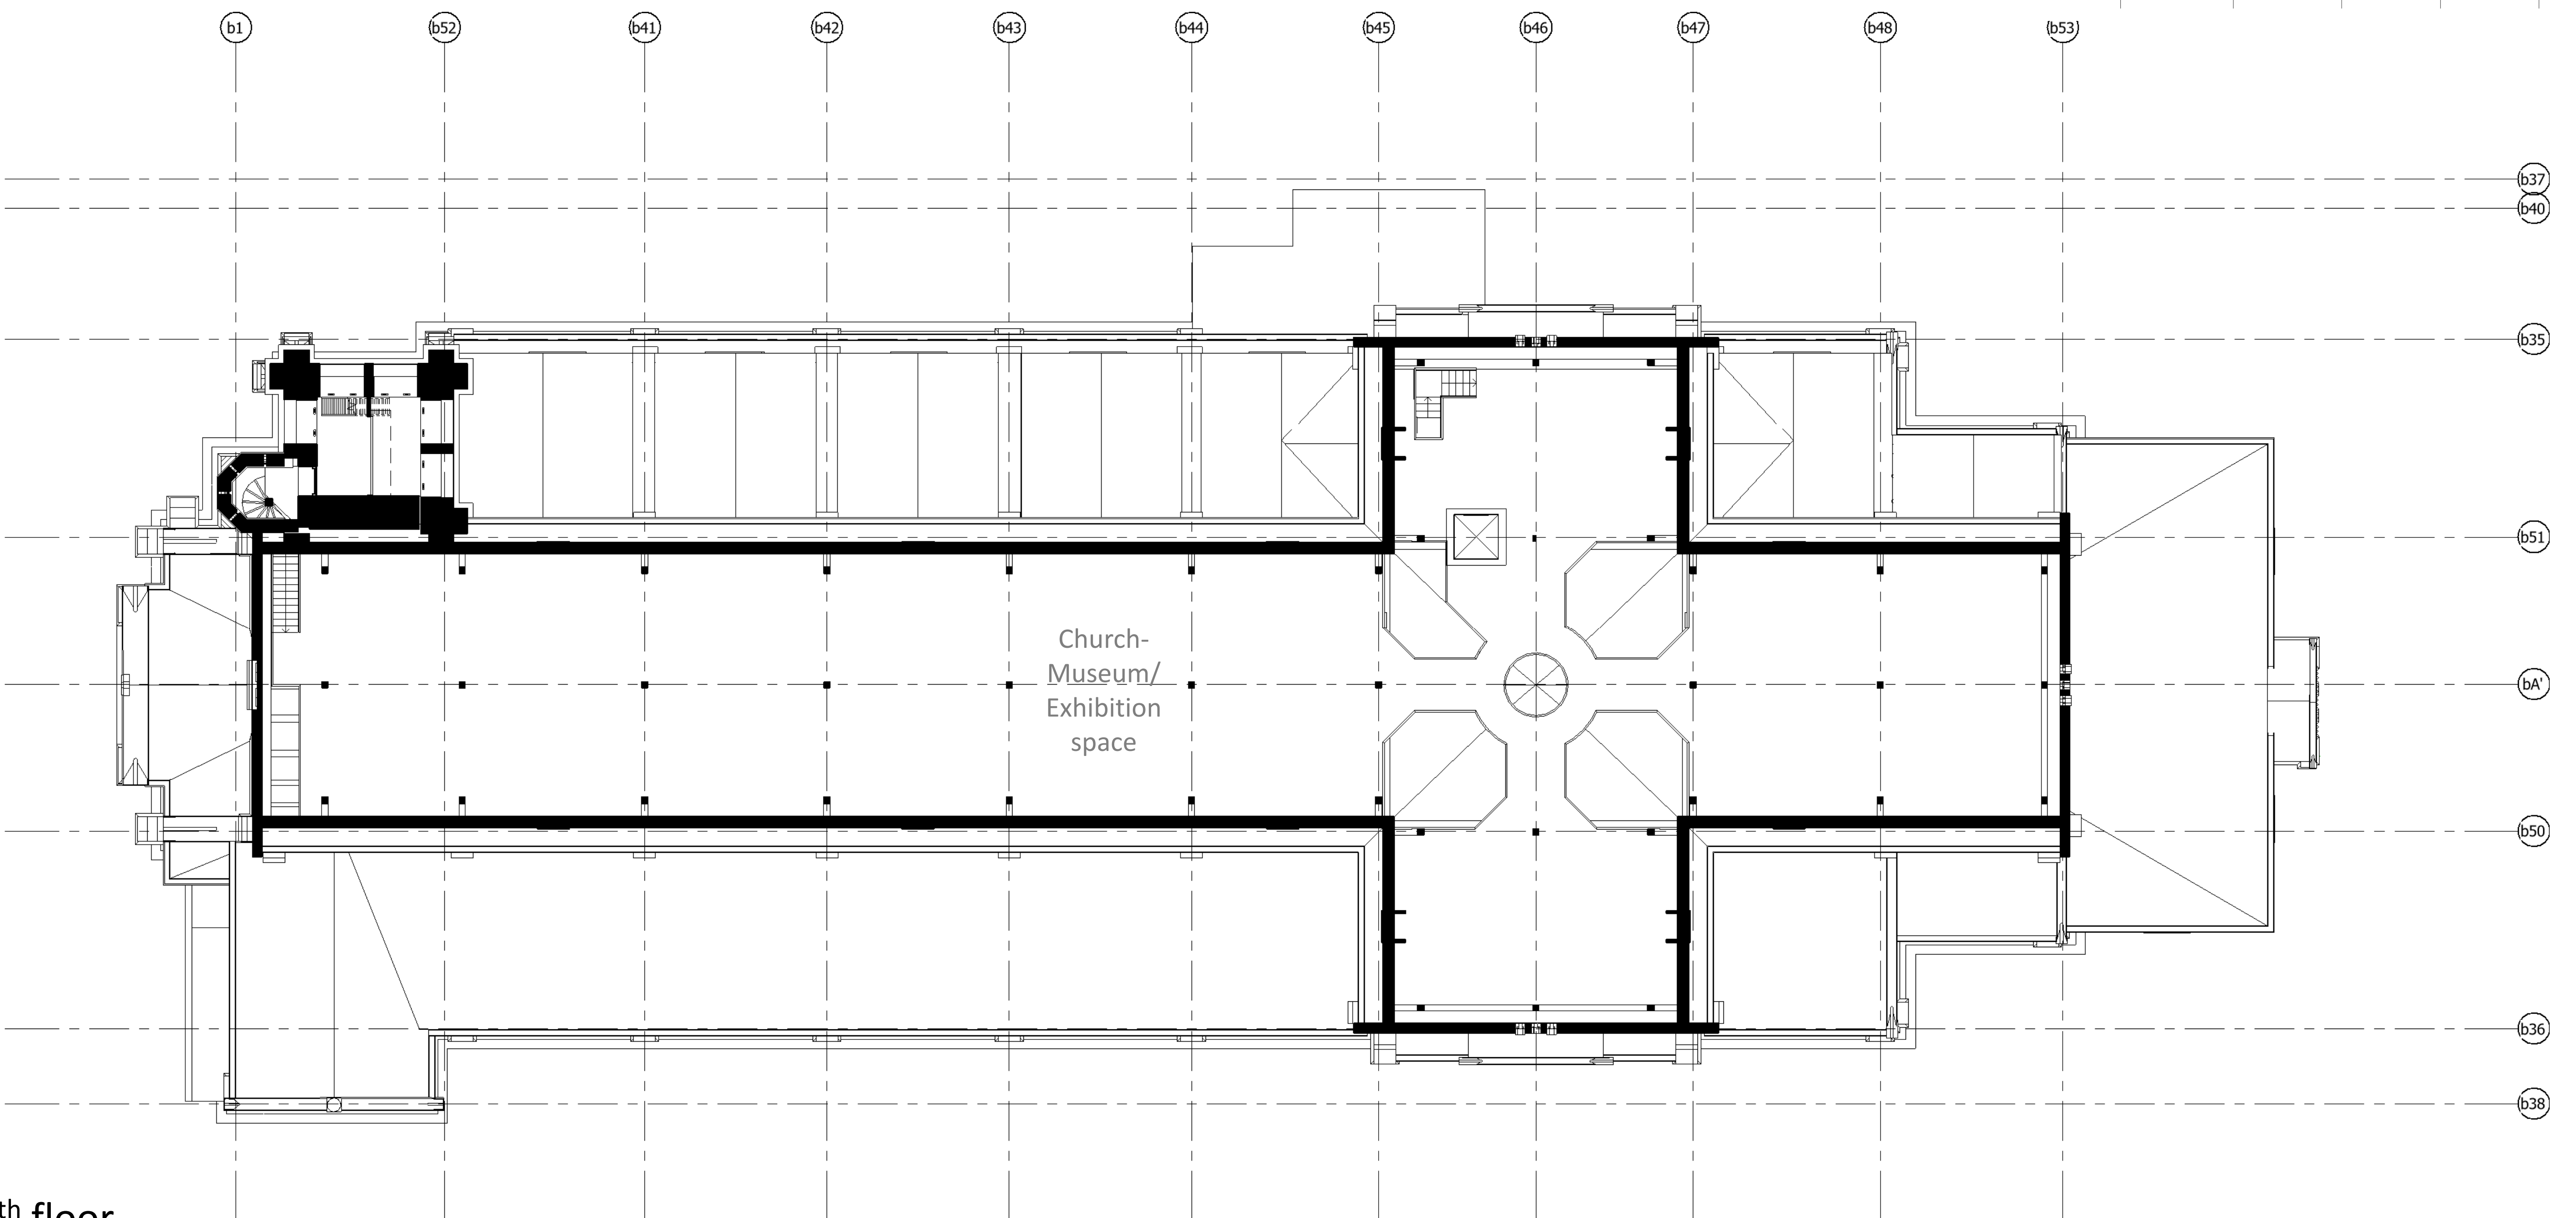 b1 b52 b41 b42 b43 b44 b45 b46 b47 b48 b53
b37
b40
b35
b51
Church-
Museum/
Exhibition
space
bA'
b50
b36
b38
th floor